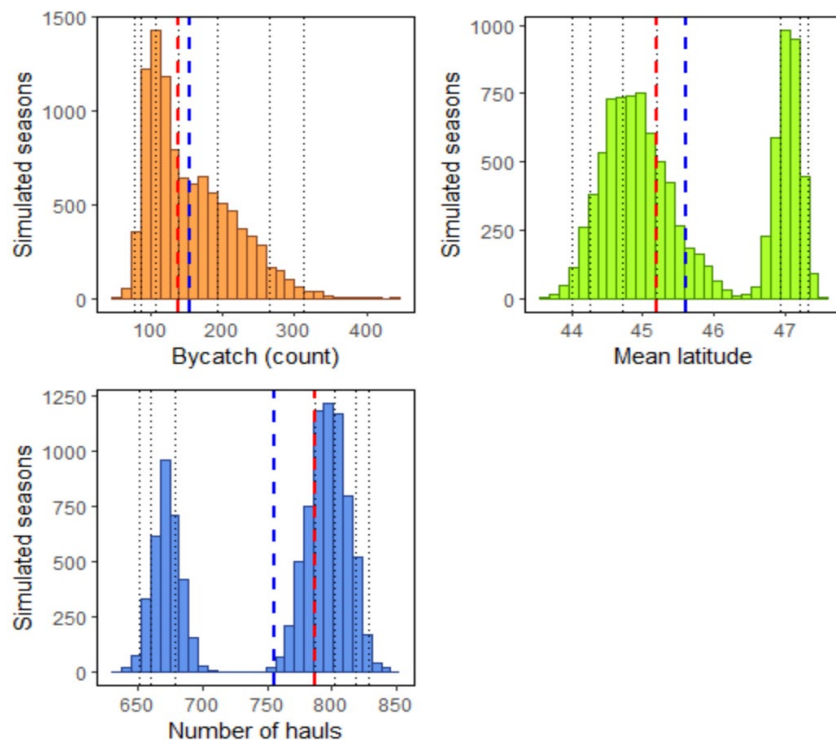 1500
1000
500
0
Simulated seasons
100 200 300 400
Bycatch (count)
1000
750
500
250
0
Simulated seasons
44 45 46 47
Mean latitude
1250
1000
750
500
250
0
Simulated seasons
650 700 750 800 850
Number of hauls